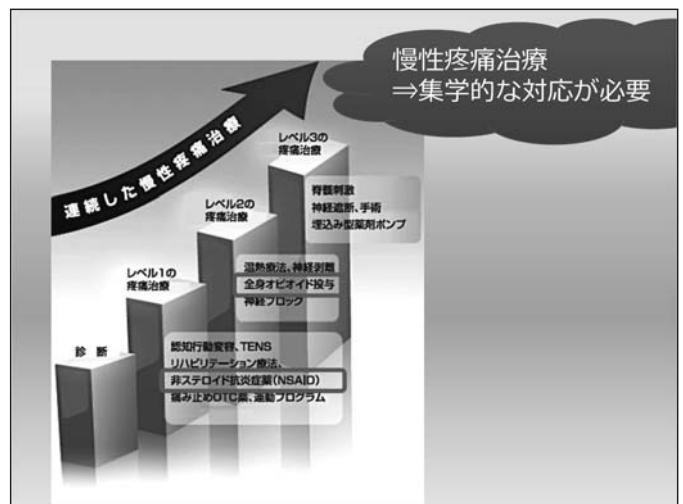 慢性疼痛治療
⇒集学的な対応が必要
連続した慢性疼痛治療
レベル3の
疼痛治療
脊髄刺激
神経遮断、手術
埋込み型薬剤ポンプ
レベル2の
疼痛治療
温熱療法、神経剥離
全身オピオイド投与
神経ブロック
レベル1の
疼痛治療
認知行動変容、TENS
リハビリテーション療法、
非ステロイド抗炎症薬(NSAID)
痛み止めOTC薬、運動プログラム
診 断